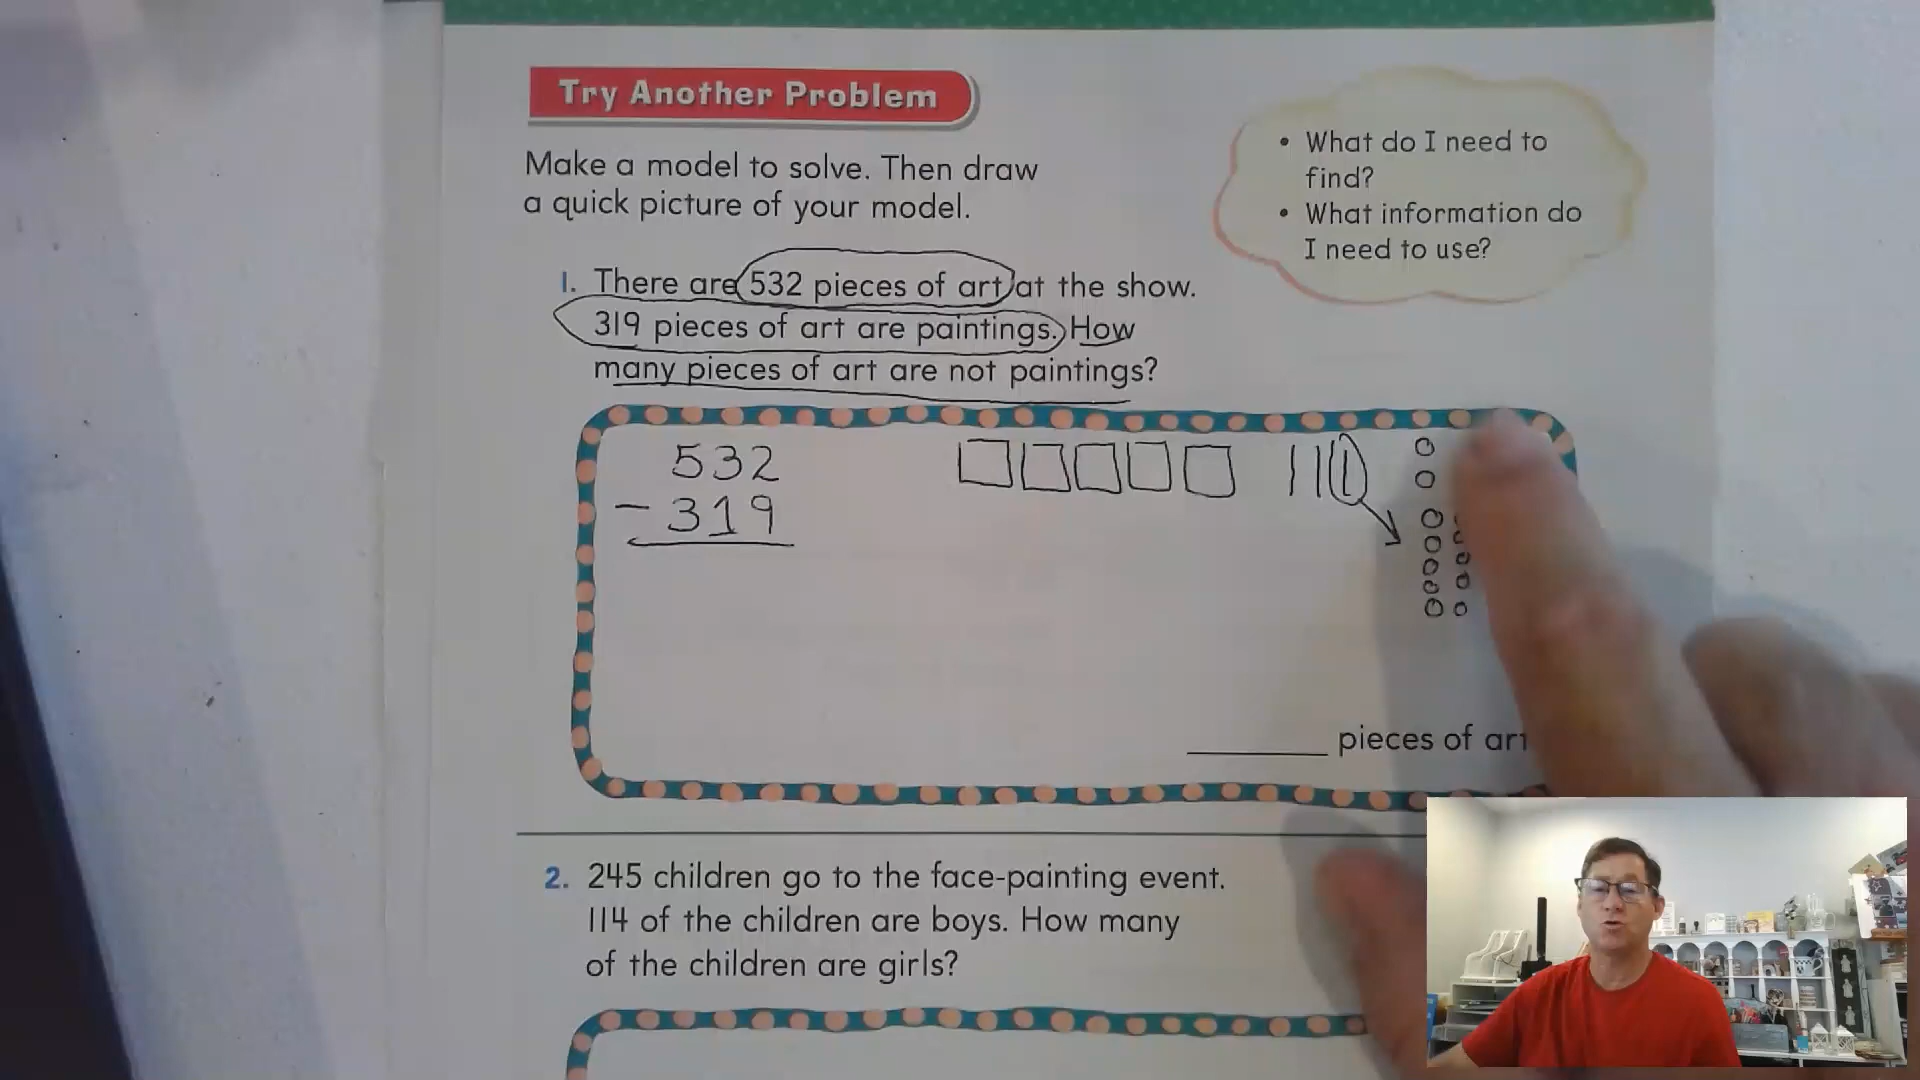 Try Another Problem
Make a model to solve. Then draw
a quick picture of your model.
• What do I need to
find?
• What information do
I need to use?
1. There are 532 pieces of art at the show.
319 pieces of art are paintings. How
many pieces of art are not paintings?
532
- 319
pieces of art
2. 245 children go to the face-painting event.
114 of the children are boys. How many
of the children are girls?